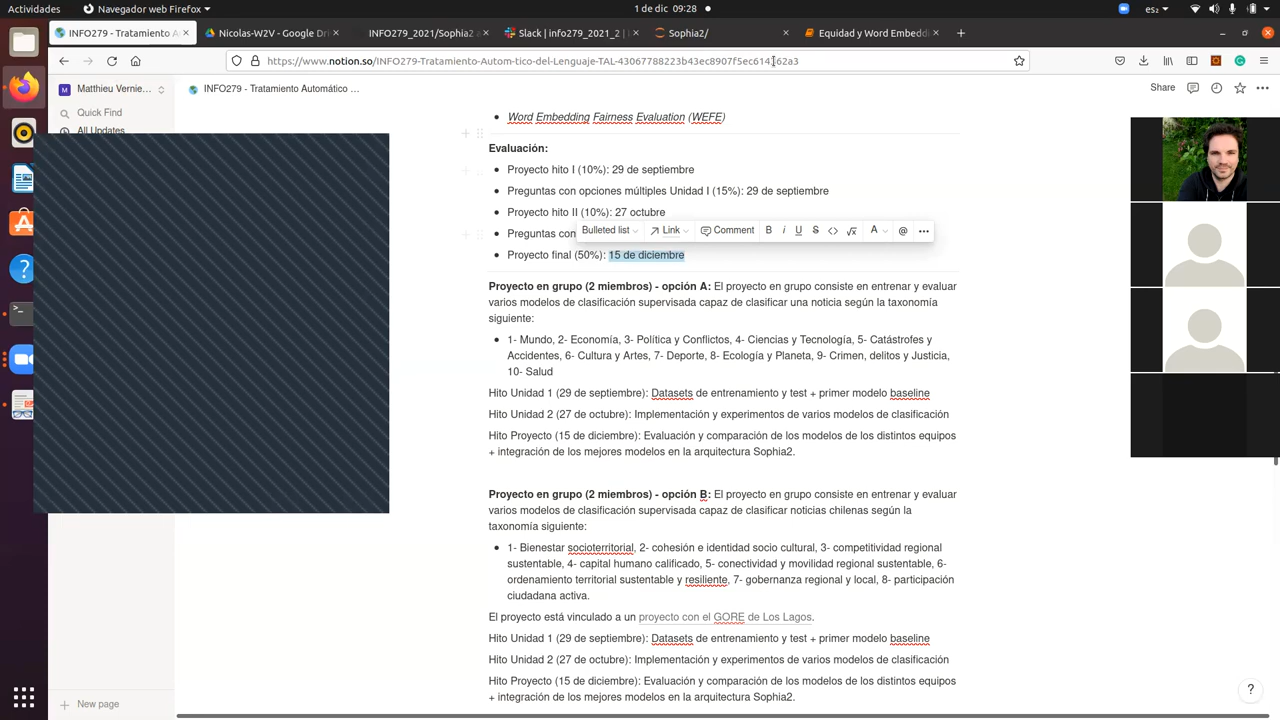 Actividades
Navegador web Firefox
1 de dic 09:28
es₂
INFO279 - Tratamiento A
Nicolas-W2V - Google Dri
INFO279_2021/Sophia2
Slack | info279_2021_2 |
Sophia2/
Equidad y Word Embeddi
https://www.notion.so/INFO279-Tratamiento-Autom-tico-del-Lenguaje-TAL-43067788223b43ec8907f5ec614 62a3
Matthieu Vernie...
INFO279 - Tratamiento Automático ...
Share
Quick Find
All Updates
Word Embedding Fairness Evaluation (WEFE)
Evaluación:
Proyecto hito I (10%): 29 de septiembre
Preguntas con opciones múltiples Unidad I (15%): 29 de septiembre
Proyecto hito II (10%): 27 octubre
Preguntas con
Bulleted list Link Comment B i U S <> √x A @ •••
Proyecto final (50%): 15 de diciembre
Proyecto en grupo (2 miembros) - opción A: El proyecto en grupo consiste en entrenar y evaluar
varios modelos de clasificación supervisada capaz de clasificar una noticia según la taxonomía
siguiente:
1- Mundo, 2- Economía, 3- Política y Conflictos, 4- Ciencias y Tecnología, 5- Catástrofes y
Accidentes, 6- Cultura y Artes, 7- Deporte, 8- Ecología y Planeta, 9- Crimen, delitos y Justicia,
10- Salud
Hito Unidad 1 (29 de septiembre): Datasets de entrenamiento y test + primer modelo baseline
Hito Unidad 2 (27 de octubre): Implementación y experimentos de varios modelos de clasificación
Hito Proyecto (15 de diciembre): Evaluación y comparación de los modelos de los distintos equipos
+ integración de los mejores modelos en la arquitectura Sophia2.
Proyecto en grupo (2 miembros) - opción B: El proyecto en grupo consiste en entrenar y evaluar
varios modelos de clasificación supervisada capaz de clasificar noticias chilenas según la
taxonomía siguiente:
1- Bienestar socioterritorial, 2- cohesión e identidad socio cultural, 3- competitividad regional
sustentable, 4- capital humano calificado, 5- conectividad y movilidad regional sustentable, 6-
ordenamiento territorial sustentable y resiliente, 7- gobernanza regional y local, 8- participación
ciudadana activa.
El proyecto está vinculado a un proyecto con el GORE de Los Lagos.
Hito Unidad 1 (29 de septiembre): Datasets de entrenamiento y test + primer modelo baseline
Hito Unidad 2 (27 de octubre): Implementación y experimentos de varios modelos de clasificación
Hito Proyecto (15 de diciembre): Evaluación y comparación de los modelos de los distintos equipos
+ integración de los mejores modelos en la arquitectura Sophia2.
New page
?